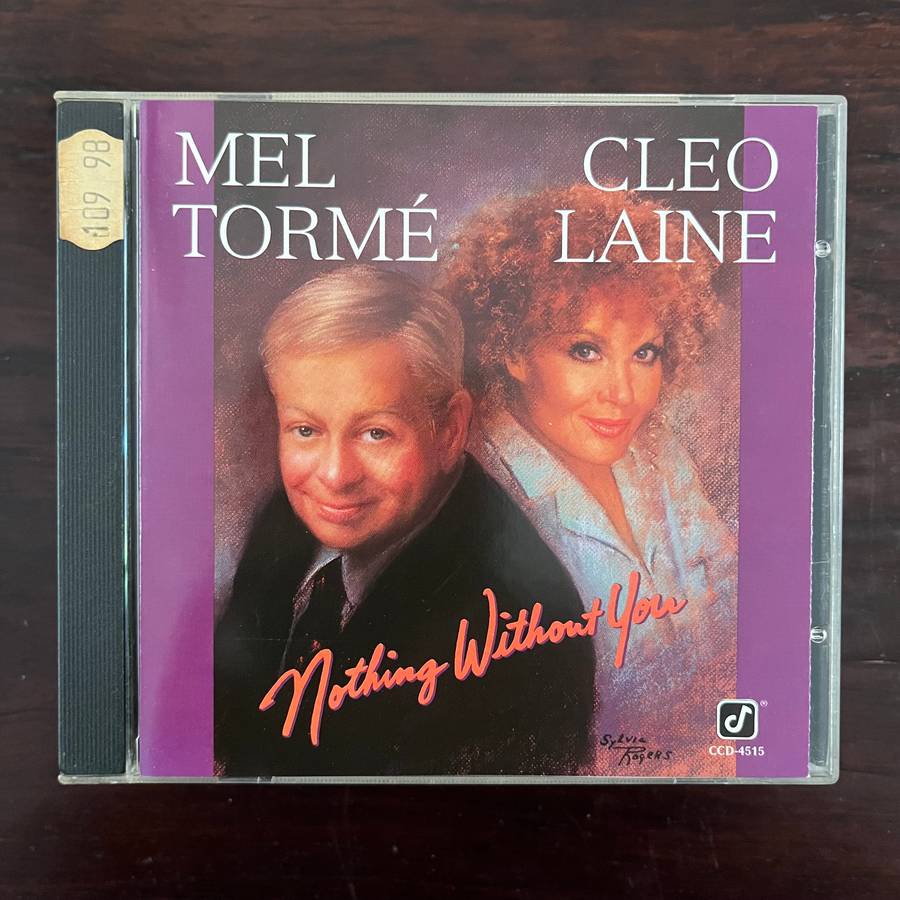 109 98
MEL
TORMÉ
CLEO
LAINE
Nothing Without You
Sylvia
Rogers
®
CCD-4515